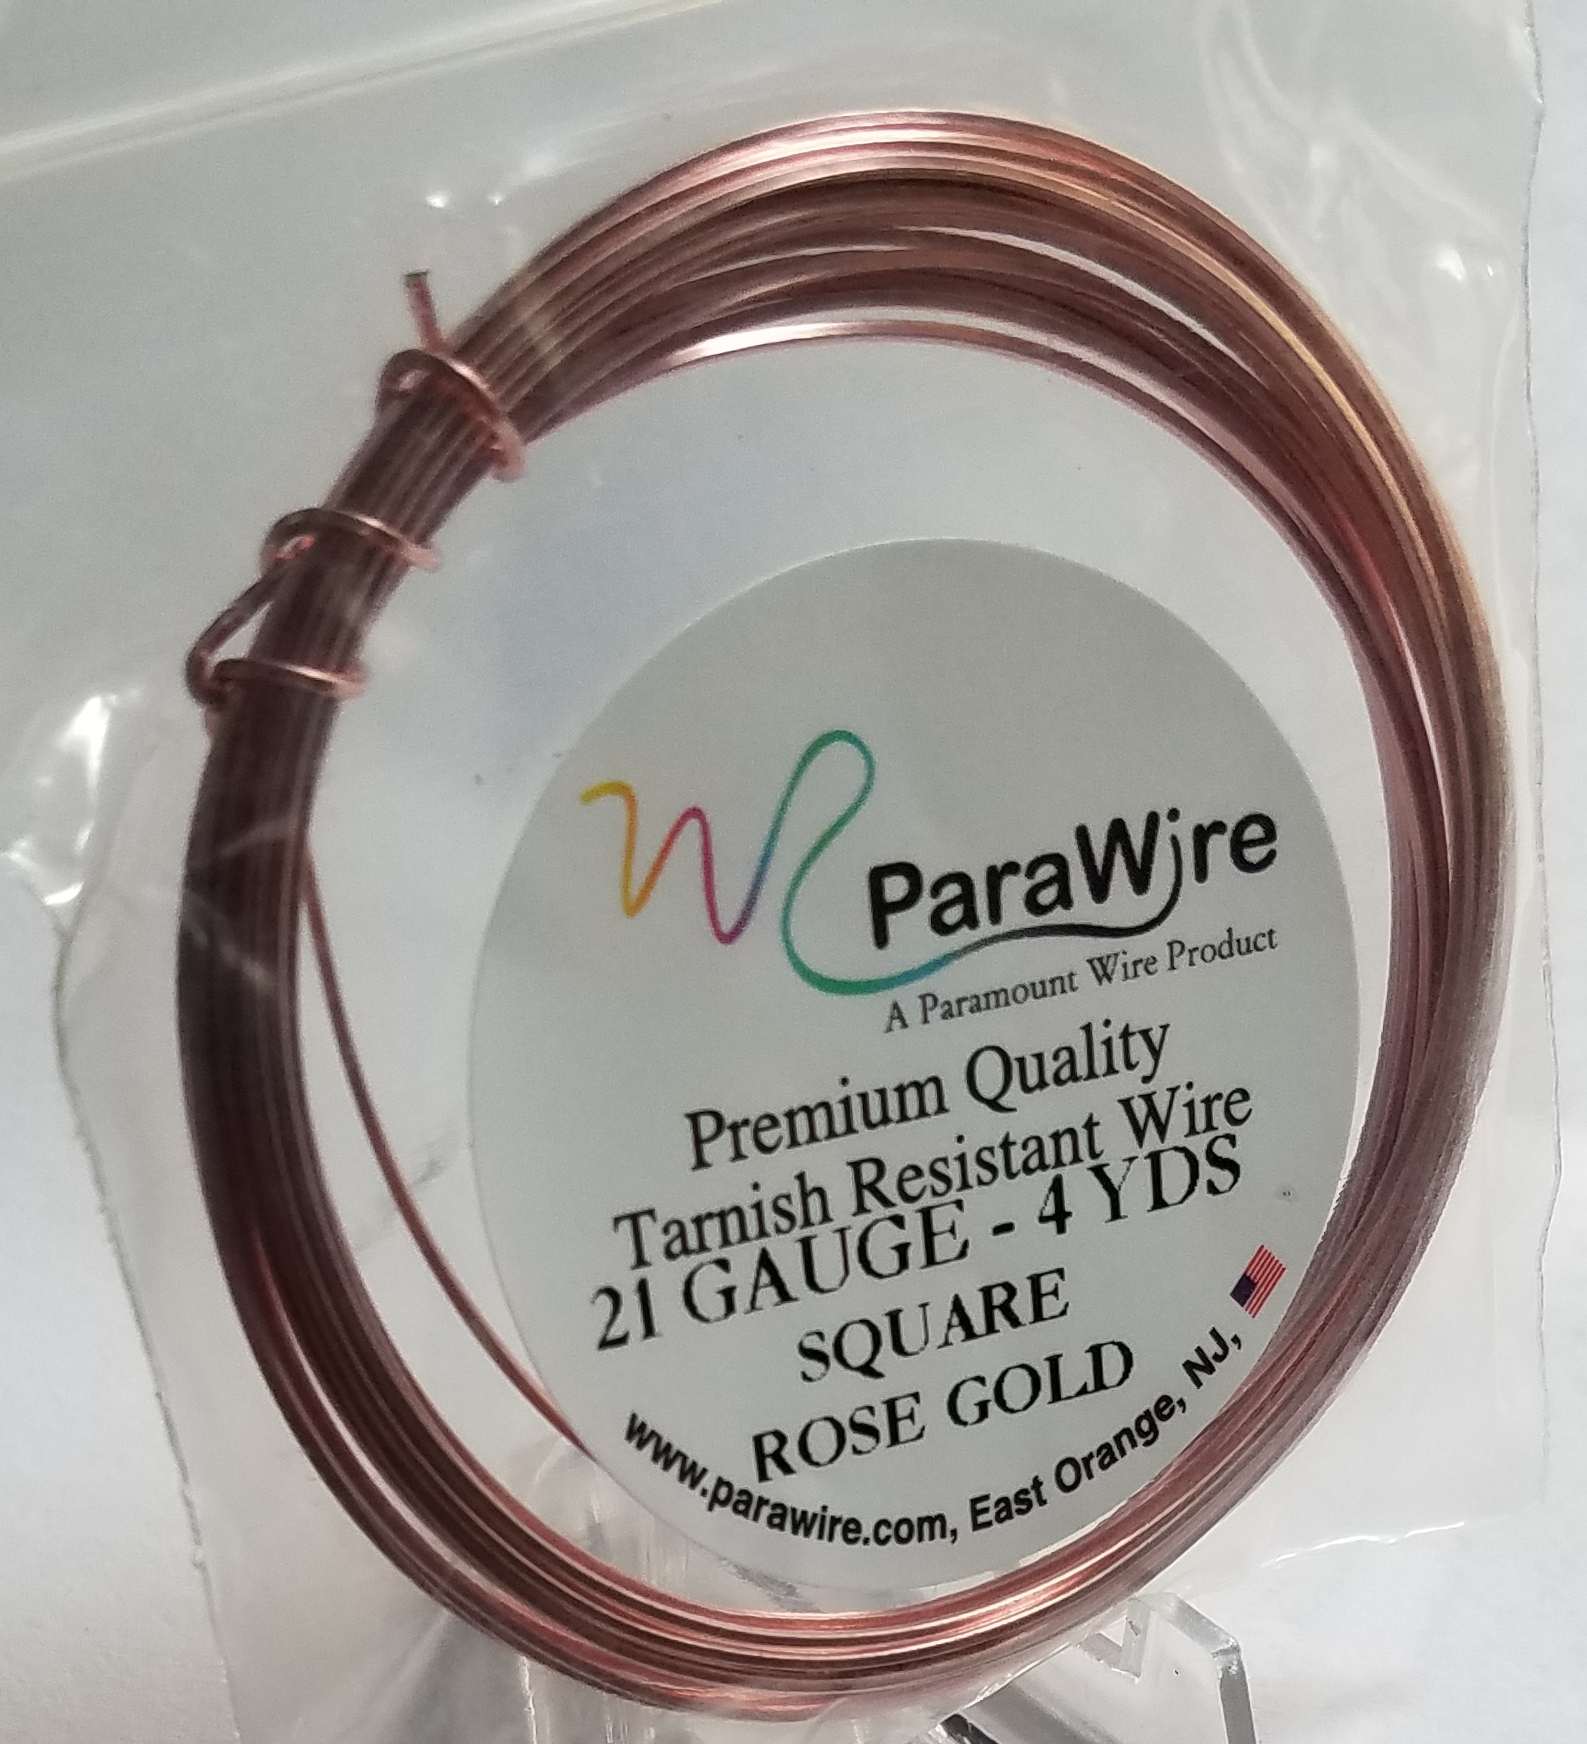 ParaWire
A Paramount Wire Product
Premium Quality
Tarnish Resistant Wire
21 GAUGE - 4 YDS
SQUARE
ROSE GOLD
www.parawire.com, East Orange, NJ,